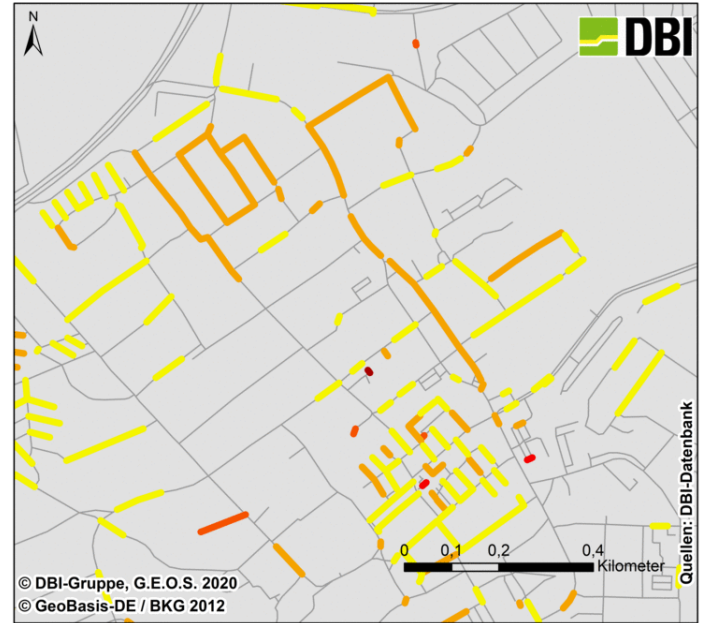 N
DBI
Quellen: DBI-Datenbank
0 0,1 0,2 0,4
Kilometer
© DBI-Gruppe, G.E.O.S. 2020
© GeoBasis-DE / BKG 2012